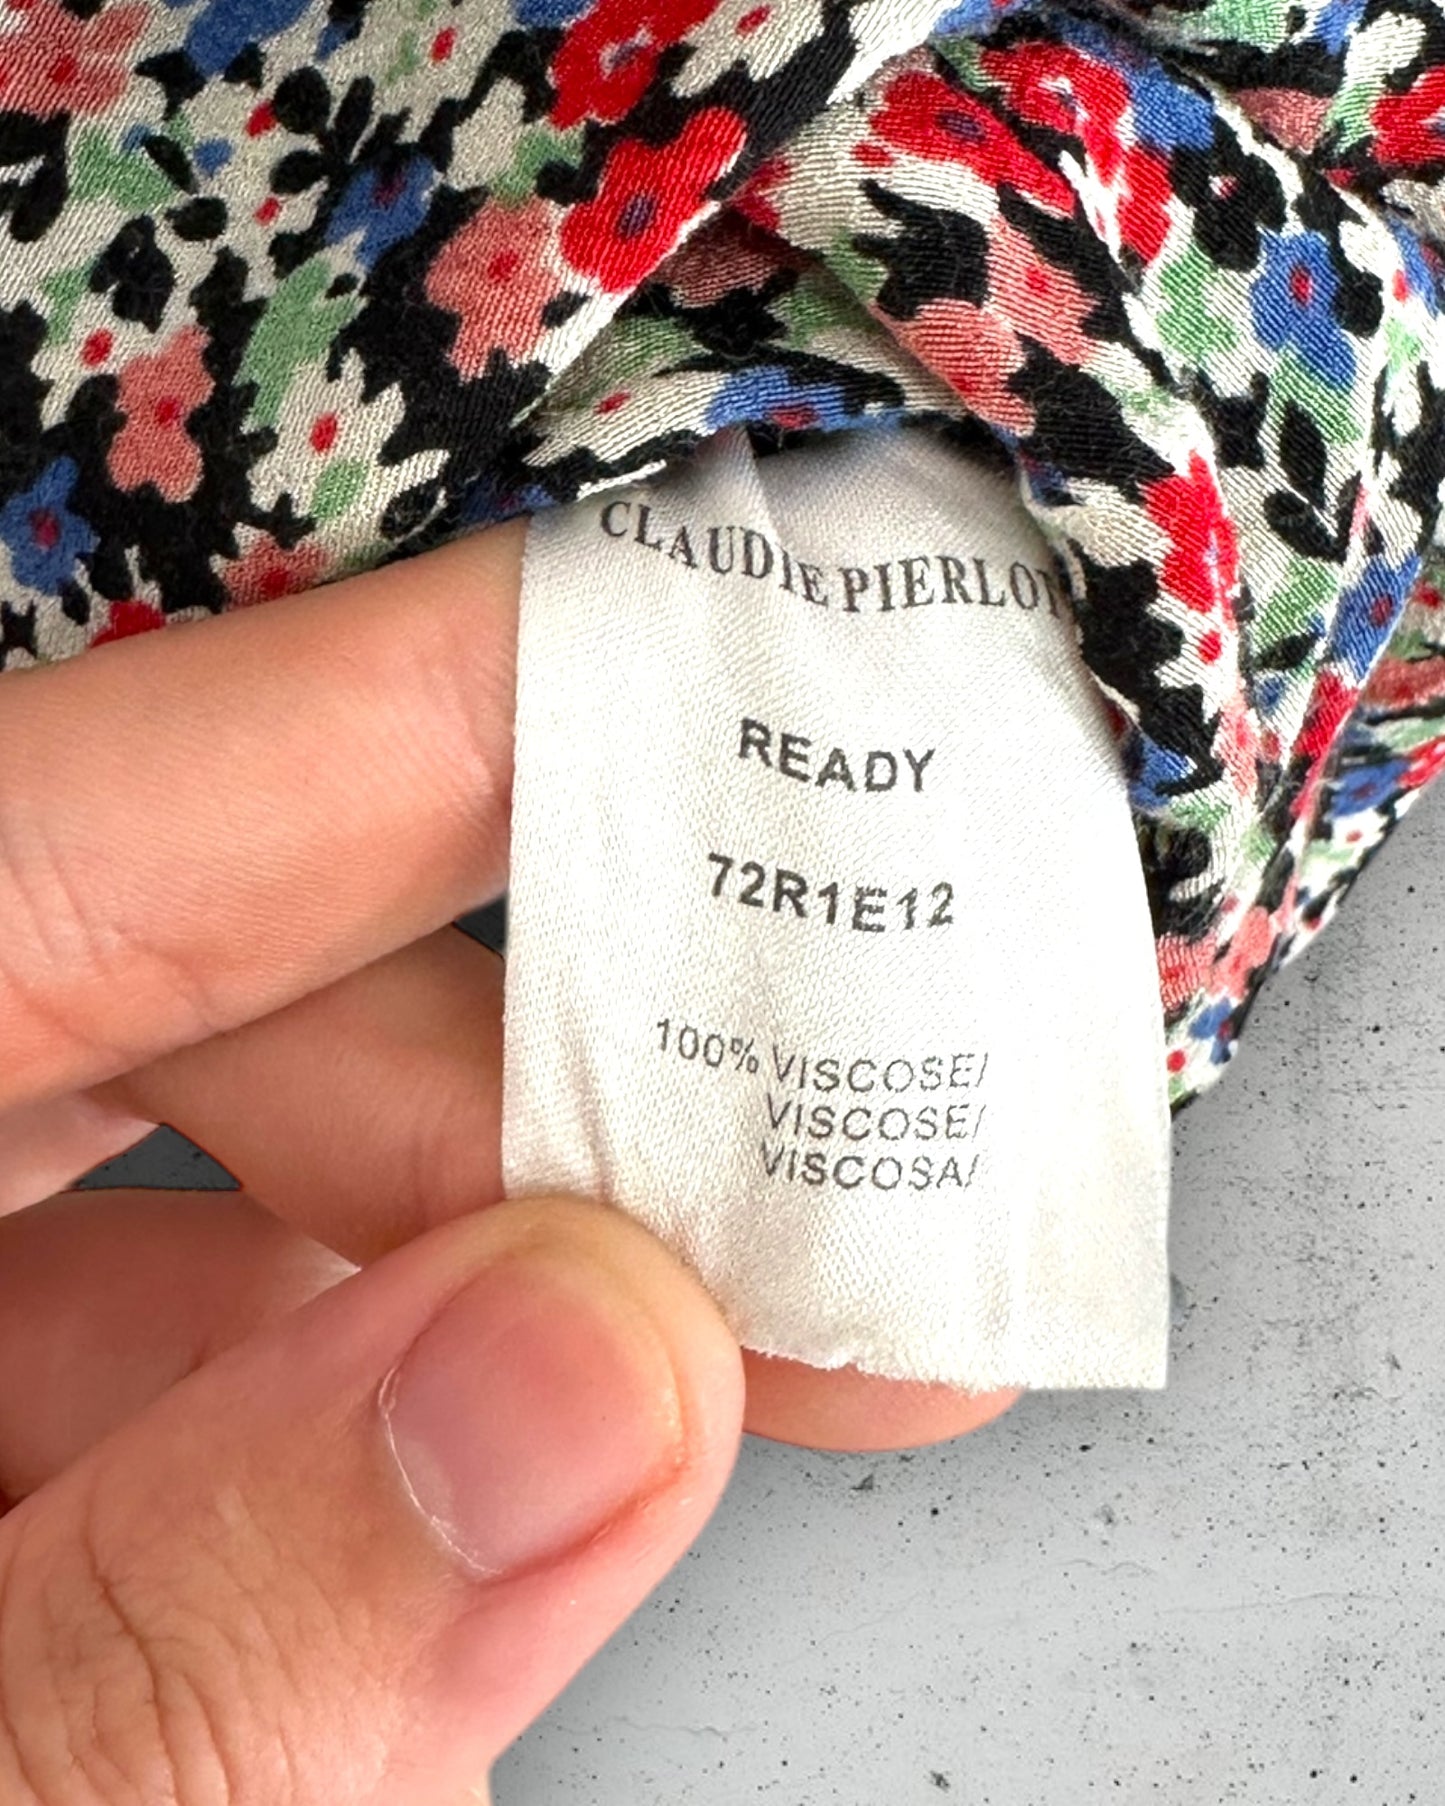 CLAUDIE PIERLOT
READY
72R1E12
100% VISCOSE/
VISCOSE/
VISCOSA/